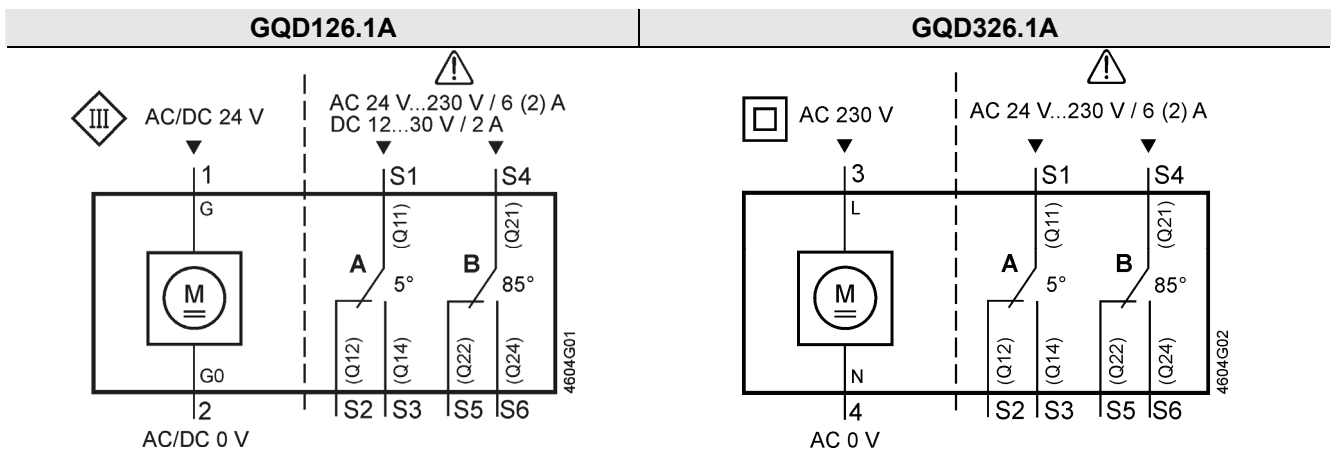 GQD126.1A
AC/DC 24 V
AC 24 V...230 V / 6 (2) A
DC 12...30 V / 2 A
1
S1
S4
G
(Q11)
(Q21)
A
B
5°
85°
M
(Q12)
(Q14)
(Q22)
(Q24)
G0
2
S2
S3
S5
S6
AC/DC 0 V
4604G01
GQD326.1A
AC 230 V
AC 24 V...230 V / 6 (2) A
3
S1
S4
L
(Q11)
(Q21)
A
B
5°
85°
M
(Q12)
(Q14)
(Q22)
(Q24)
N
4
S2
S3
S5
S6
AC 0 V
4604G02